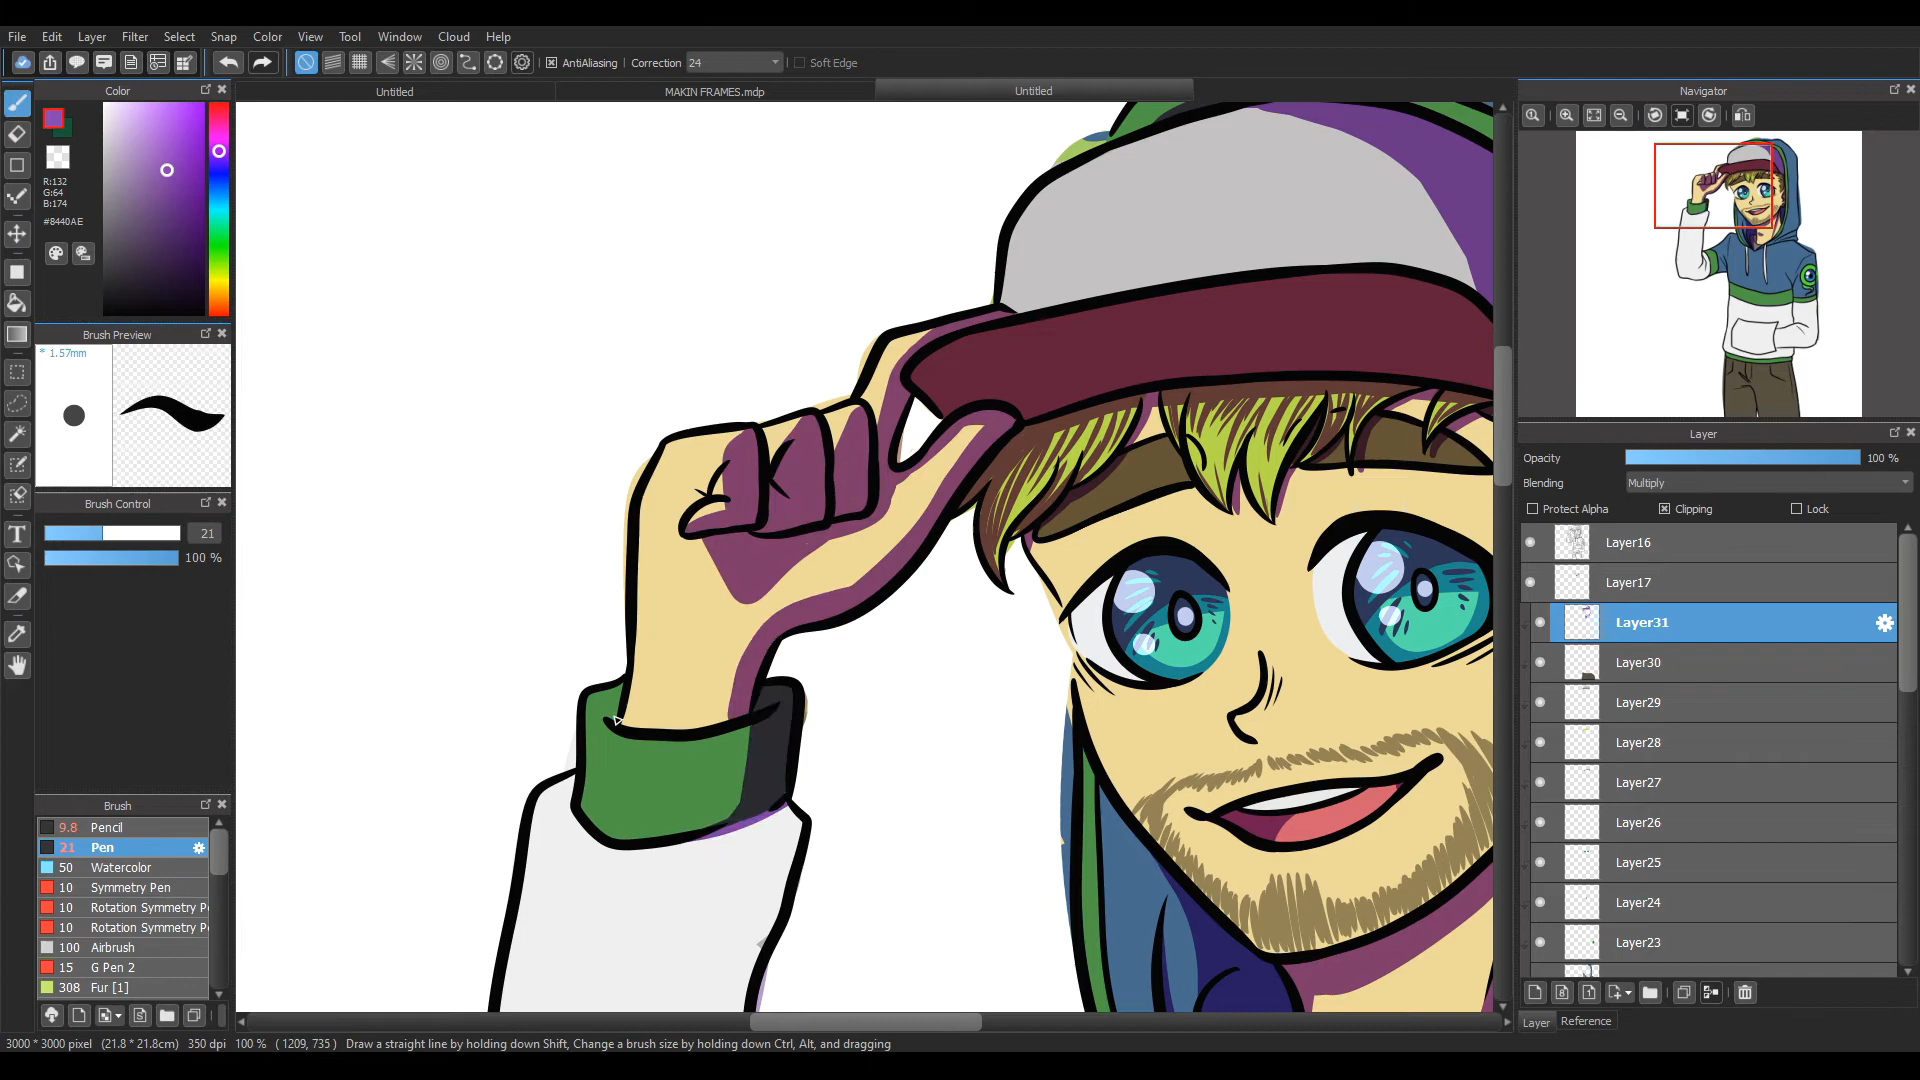 File Edit Layer Filter Select Snap Color View Tool Window Cloud Help
AntiAliasing Correction 24 Soft Edge
Color
Untitled MAKIN FRAMES.mdp Untitled
Navigator
R:132
G:64
B:174
#8440AE
Brush Preview
* 1.57mm
Brush Control
21
100 %
Brush
9.8 Pencil
21 Pen
50 Watercolor
10 Symmetry Pen
10 Rotation Symmetry P
10 Rotation Symmetry P
100 Airbrush
15 G Pen 2
308 Fur [1]
Layer
Opacity 100 %
Blending Multiply
Protect Alpha Clipping Lock
Layer16
Layer17
Layer31
Layer30
Layer29
Layer28
Layer27
Layer26
Layer25
Layer24
Layer23
Layer Reference
3000 * 3000 pixel (21.8 * 21.8cm) 350 dpi 100 % ( 1209, 735 ) Draw a straight line by holding down Shift, Change a brush size by holding down Ctrl, Alt, and dragging